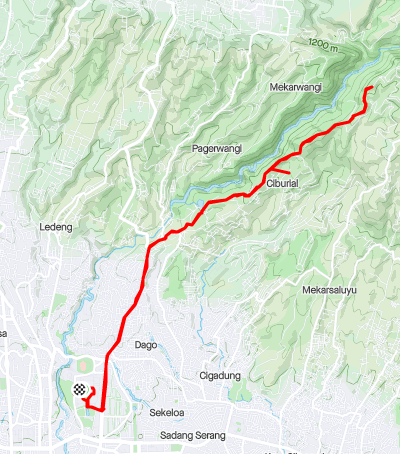 1200 m
Mekarwangi
Pagerwangi
Ciburial
Ledeng
Mekarsaluyu
Dago
Cigadung
Sekeloa
Sadang Serang